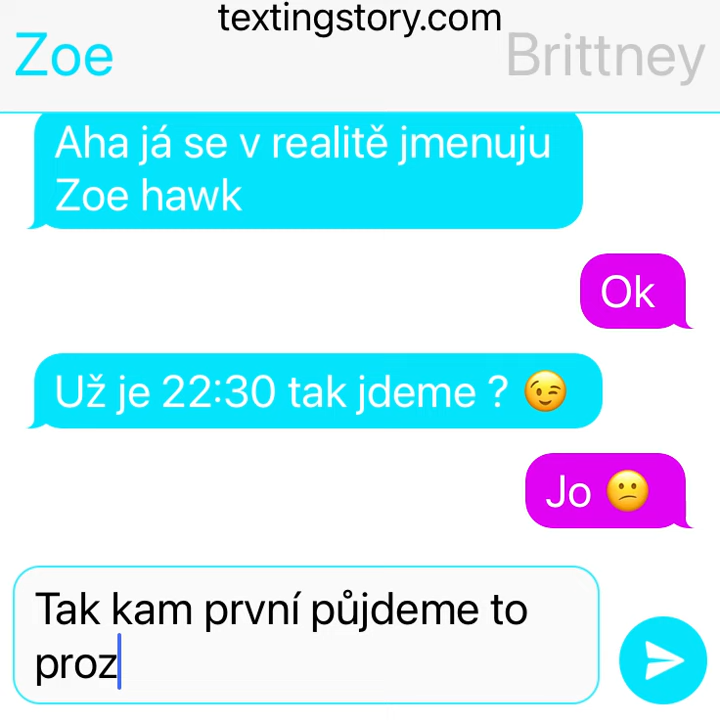 textingstory.com
Zoe
Brittney
Aha já se v realitě jmenuju
Zoe hawk
Ok
Už je 22:30 tak jdeme ? 😉
Jo 😕
Tak kam první půjdeme to
proz